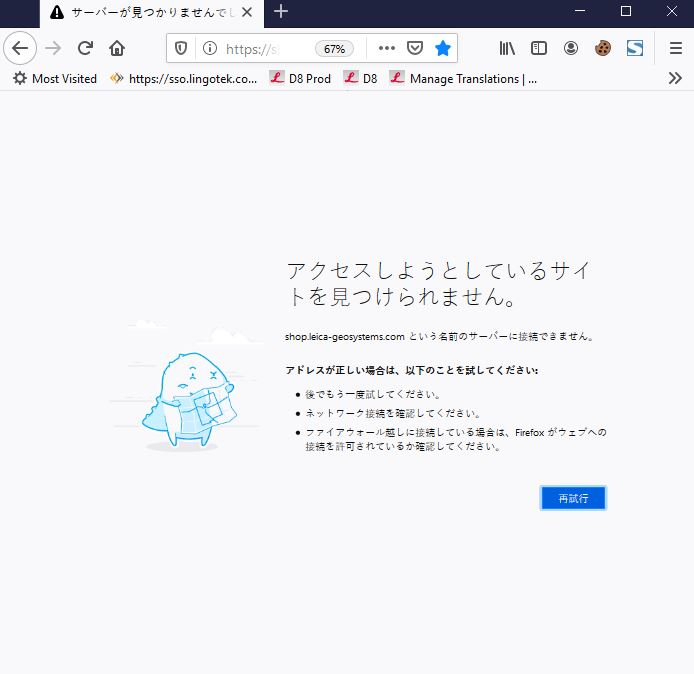 サーバーが見つかりませんでし
https://s
67%
Most Visited
https://sso.lingotek.co...
D8 Prod
D8
Manage Translations | ...
アクセスしようとしているサイ
トを見つけられません。
shop.leica-geosystems.com という名前のサーバーに接続できません。
アドレスが正しい場合は、以下のことを試してください:
後でもう一度試してください。
ネットワーク接続を確認してください。
ファイアウォール越しに接続している場合は、Firefox がウェブへの
接続を許可されているか確認してください。
再試行